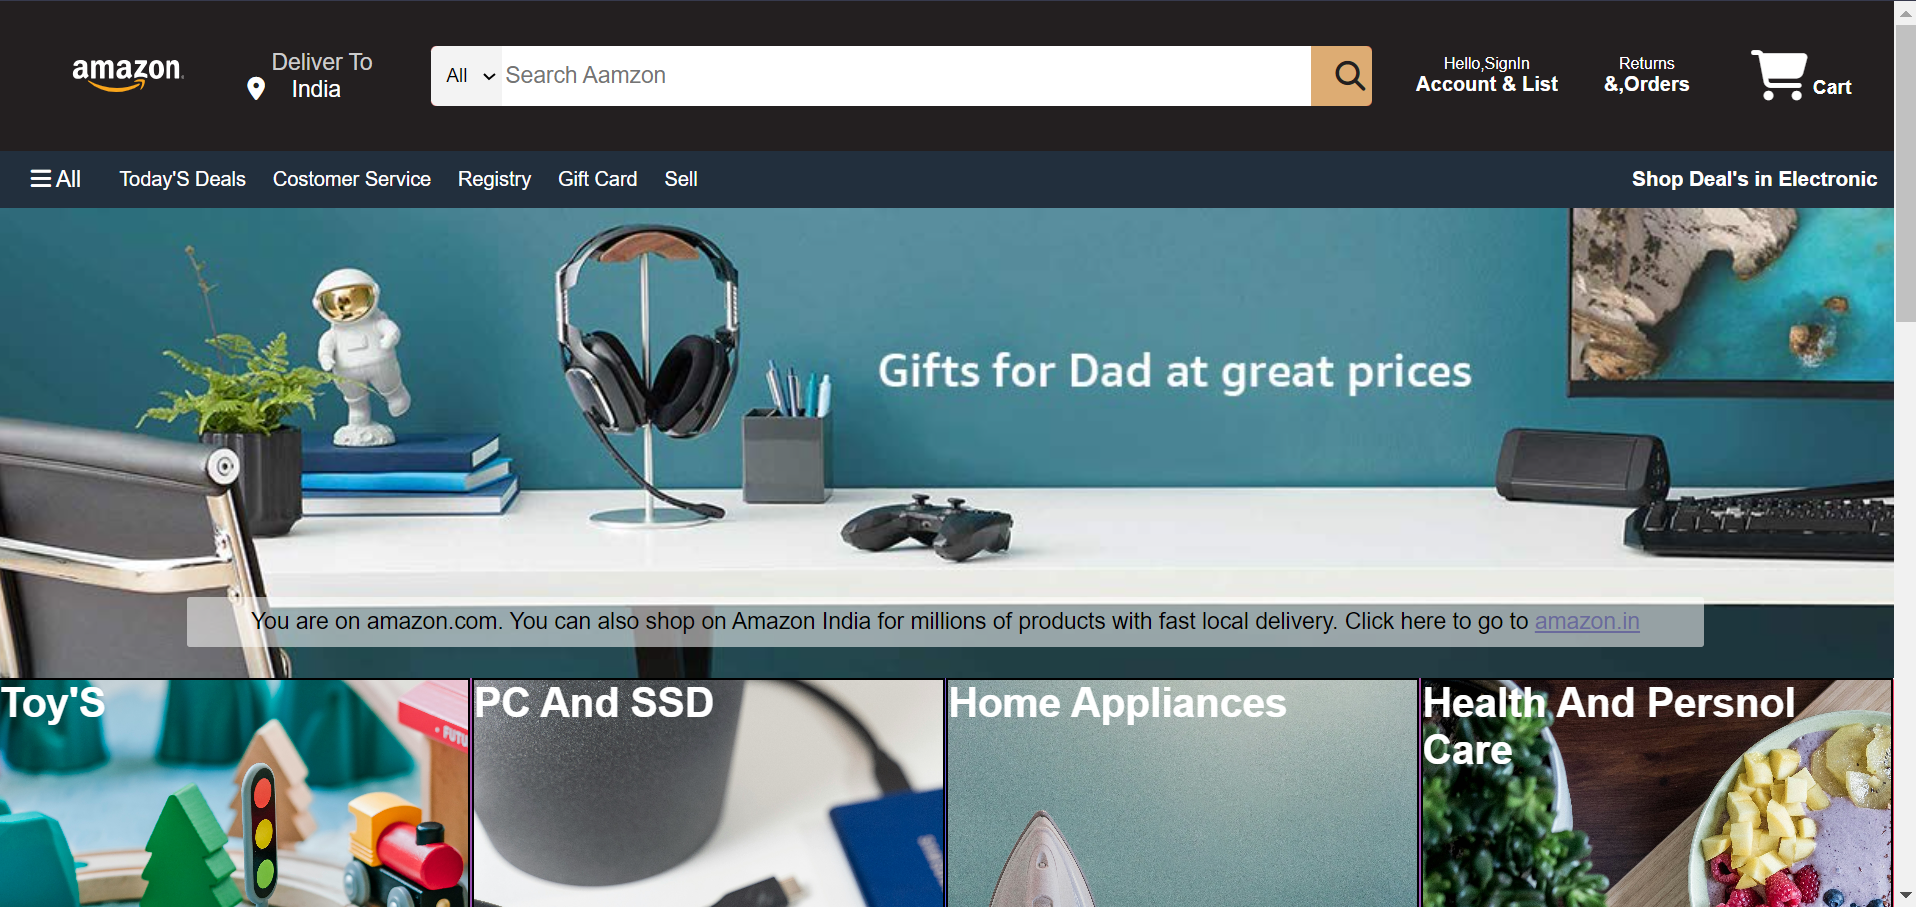 amazon
Deliver To
India
All
Search Aamzon
Hello,SignIn
Account & List
Returns
&,Orders
Cart
All
Today'S Deals
Costomer Service
Registry
Gift Card
Sell
Shop Deal's in Electronic
Gifts for Dad at great prices
You are on amazon.com. You can also shop on Amazon India for millions of products with fast local delivery. Click here to go to amazon.in
Toy'S
PC And SSD
Home Appliances
Health And Persnol
Care